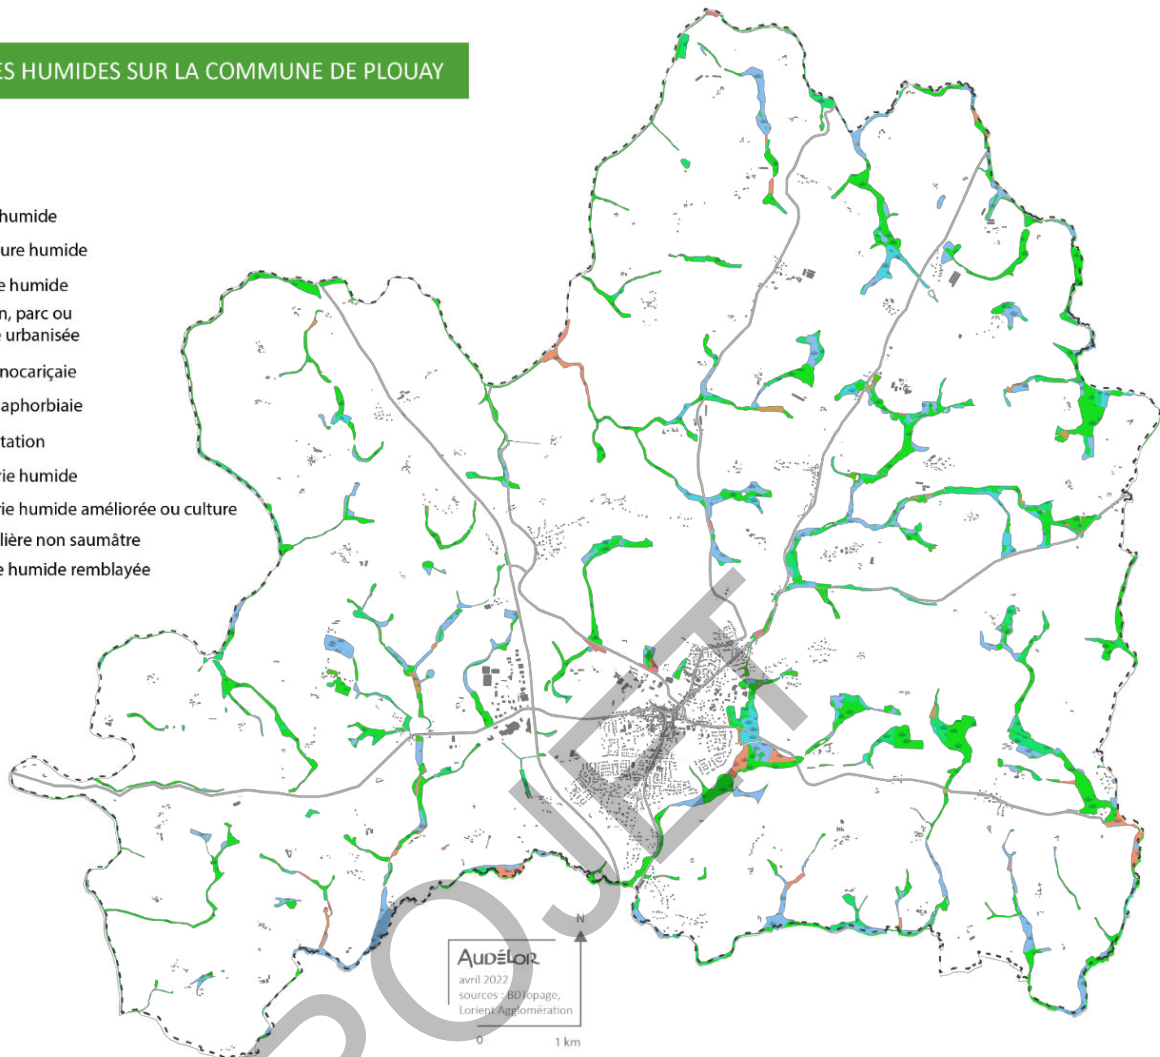 ES HUMIDES SUR LA COMMUNE DE PLOUAY
humide
ure humide
e humide
n, parc ou
e urbanisée
nocariçaie
aphorbiaie
tation
rie humide
rie humide améliorée ou culture
lière non saumâtre
e humide remblayée
N
AUDÉLOR
avril 2022
sources : BDTopage,
Lorient Agglomération
0 1 km
OJET